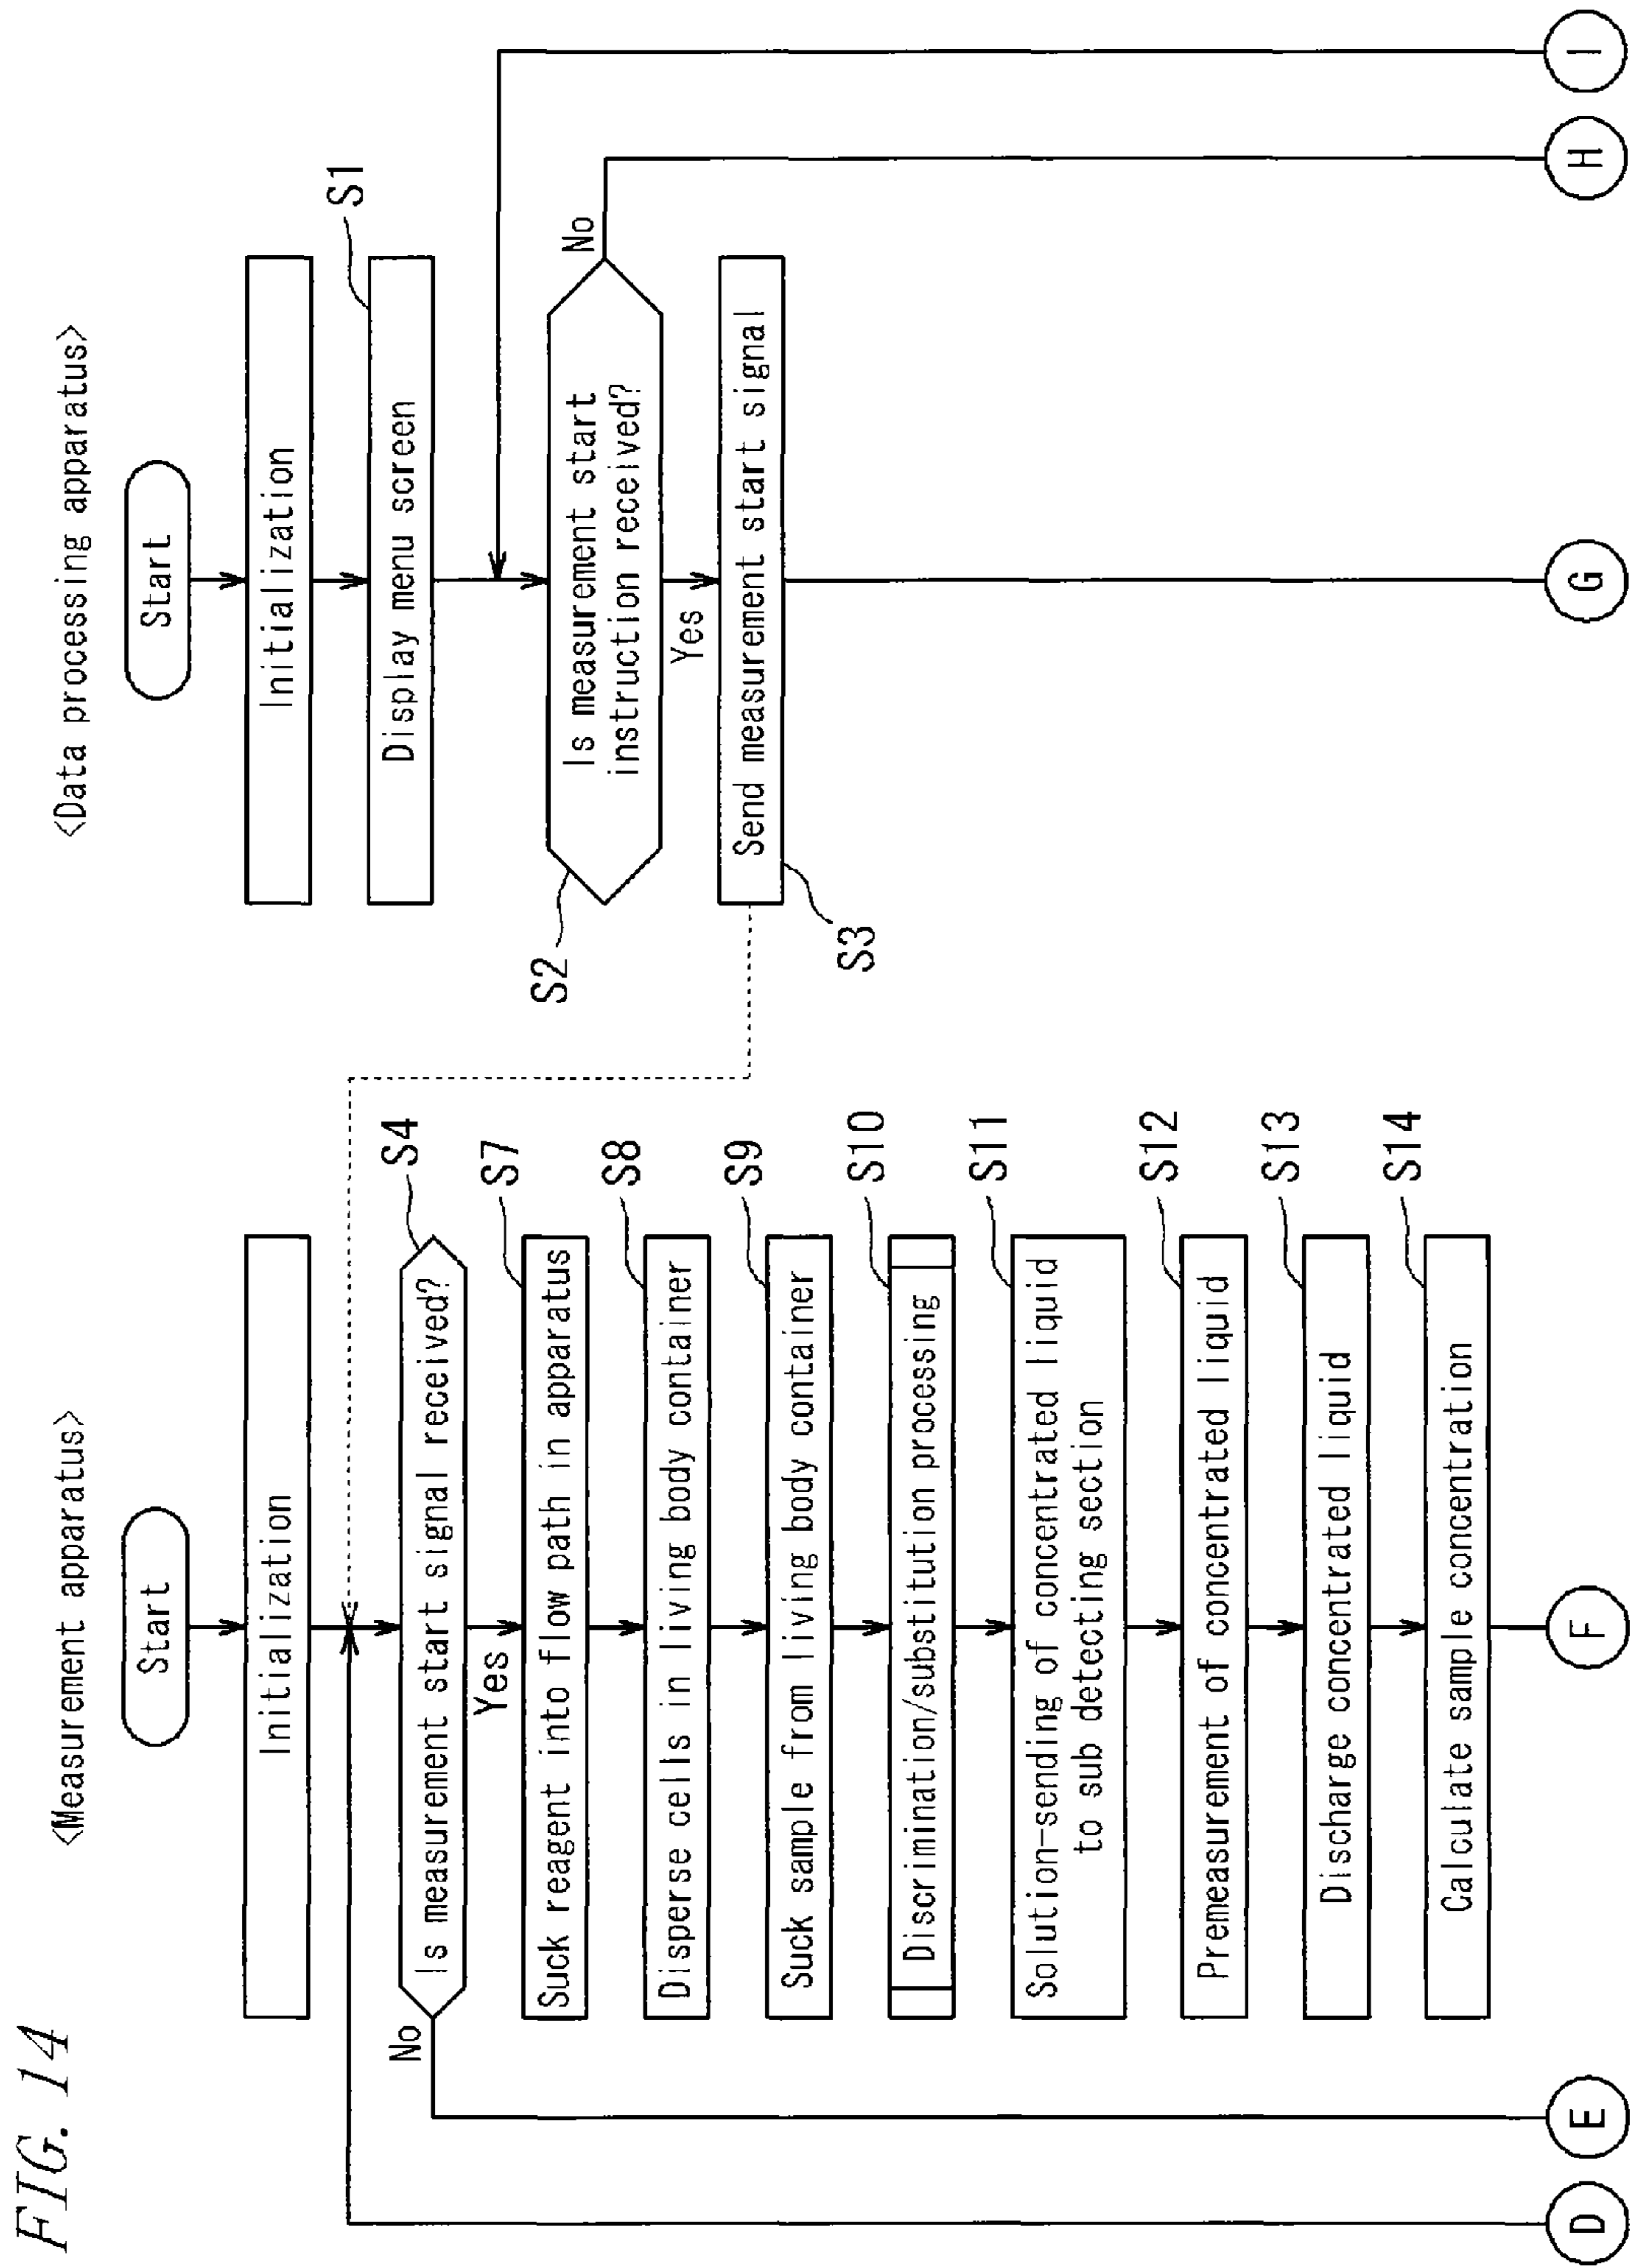 FIG. 14
<Measurement apparatus>
Start
Initialization
Is measurement start signal received?
S4
No
Yes
Suck reagent into flow path in apparatus
S7
Disperse cells in living body container
S8
Suck sample from living body container
S9
Discrimination/substitution processing
S10
Solution-sending of concentrated liquid
to sub detecting section
S11
Premeasurement of concentrated liquid
S12
Discharge concentrated liquid
S13
Calculate sample concentration
S14
D
E
F
<Data processing apparatus>
Start
Initialization
Display menu screen
S1
Is measurement start
instruction received?
S2
No
Yes
Send measurement start signal
S3
G
H
I